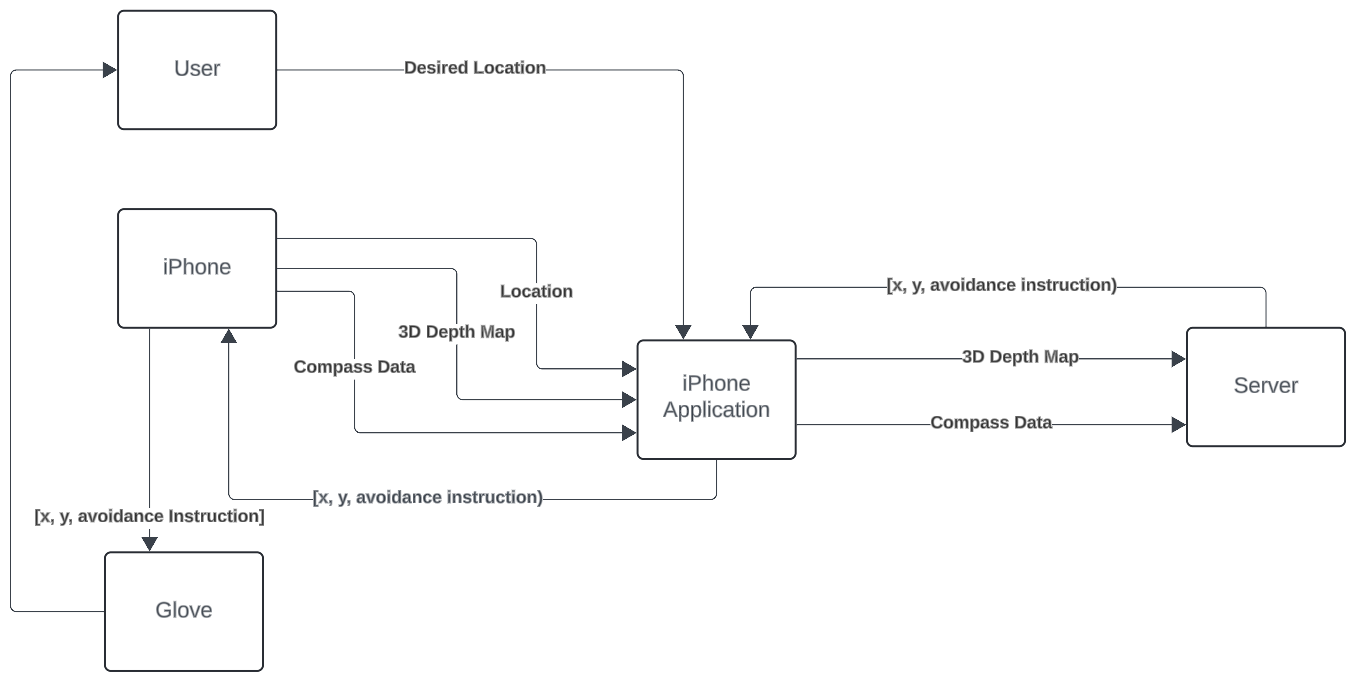 User
Desired Location
iPhone
Location
[x, y, avoidance instruction)
3D Depth Map
Compass Data
iPhone
Application
3D Depth Map
Server
Compass Data
[x, y, avoidance instruction)
[x, y, avoidance Instruction]
Glove